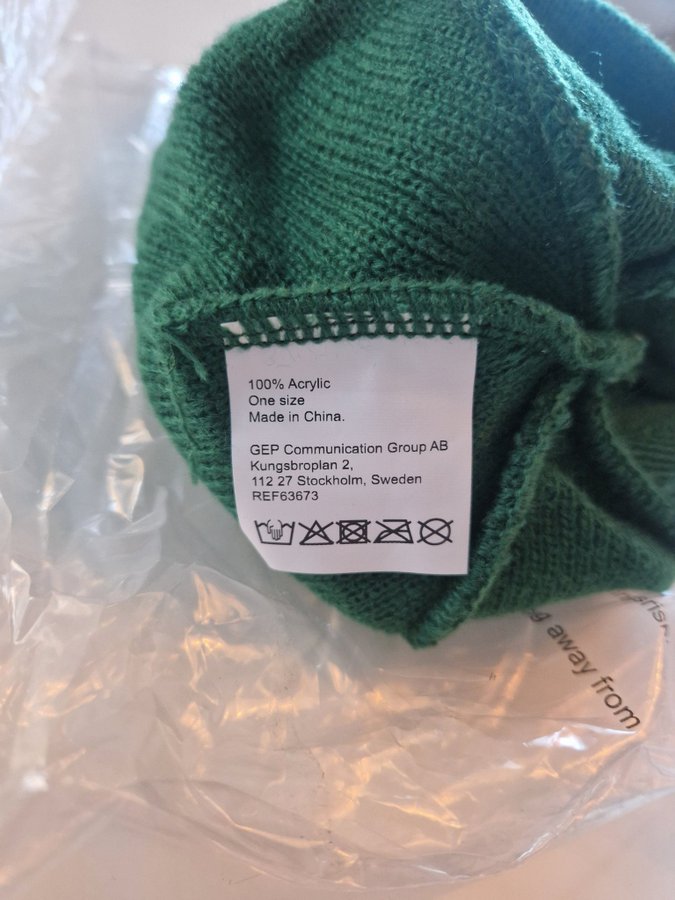 100% Acrylic
One size
Made in China.
GEP Communication Group AB
Kungsbroplan 2,
112 27 Stockholm, Sweden
REF63673
away from